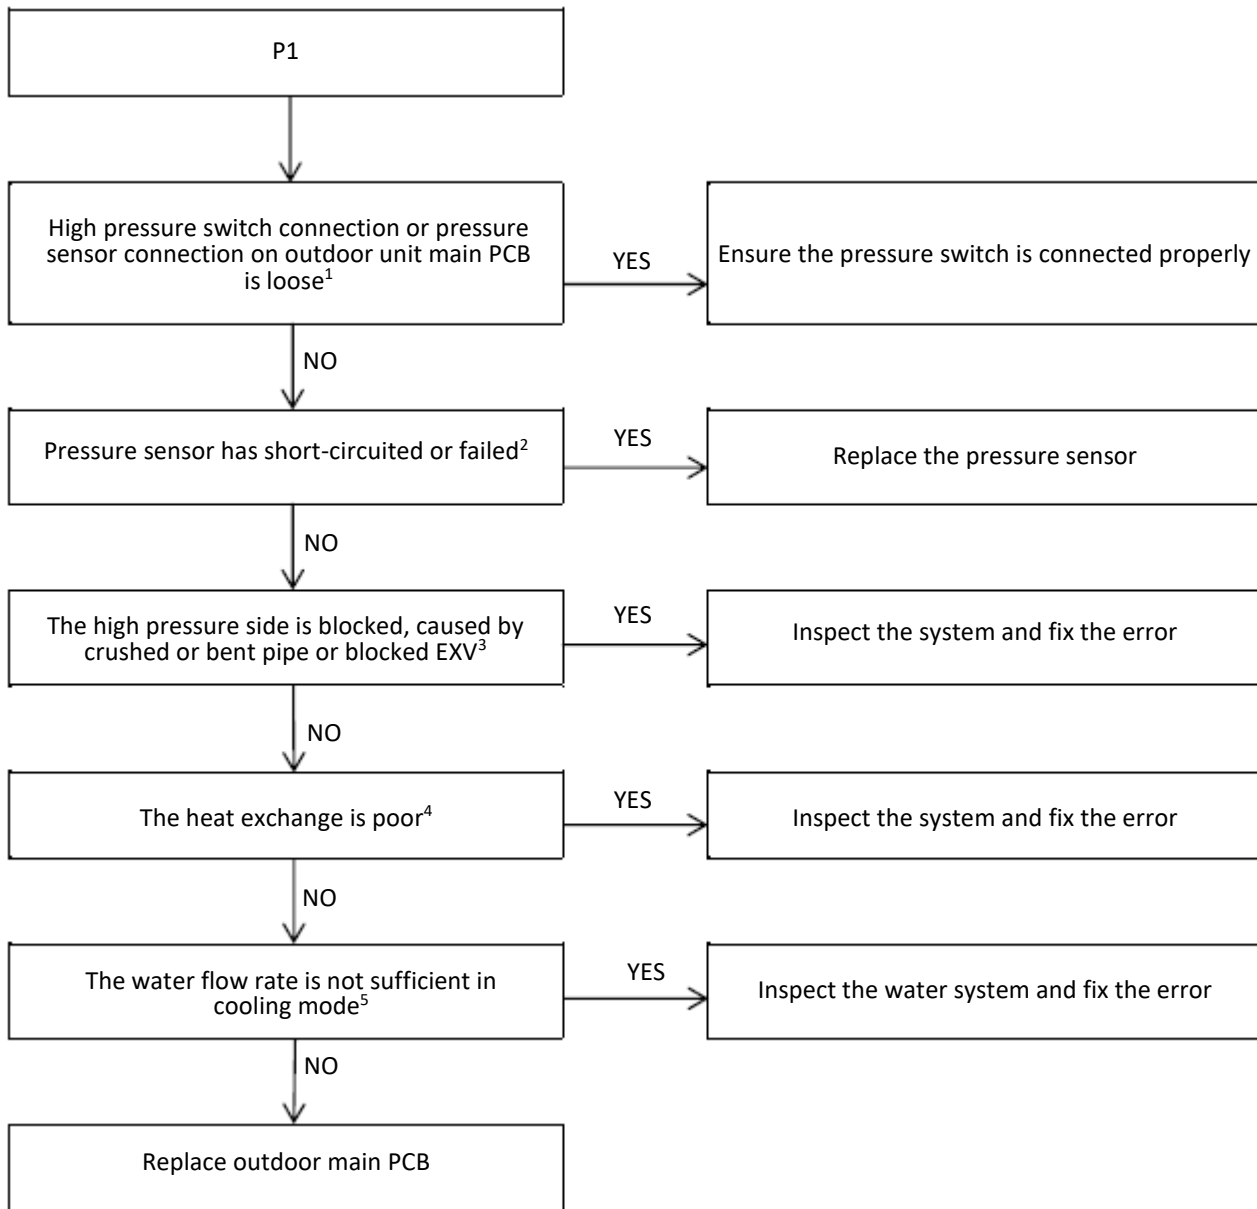 P1
High pressure switch connection or pressure
sensor connection on outdoor unit main PCB
is loose¹
YES
Ensure the pressure switch is connected properly
NO
Pressure sensor has short-circuited or failed²
YES
Replace the pressure sensor
NO
The high pressure side is blocked, caused by
crushed or bent pipe or blocked EXV³
YES
Inspect the system and fix the error
NO
The heat exchange is poor⁴
YES
Inspect the system and fix the error
NO
The water flow rate is not sufficient in
cooling mode⁵
YES
Inspect the water system and fix the error
NO
Replace outdoor main PCB